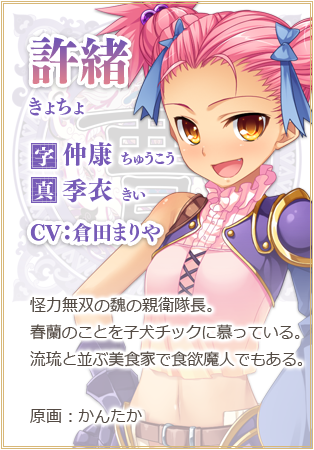 許緒
きょちょ
字 仲康 ちゅうこう
真 季衣 きい
CV:倉田まりや
怪力無双の魏の親衛隊長。
春蘭のことを子犬チックに慕っている。
流琉と並ぶ美食家で食欲魔人でもある。
原画：かんたか